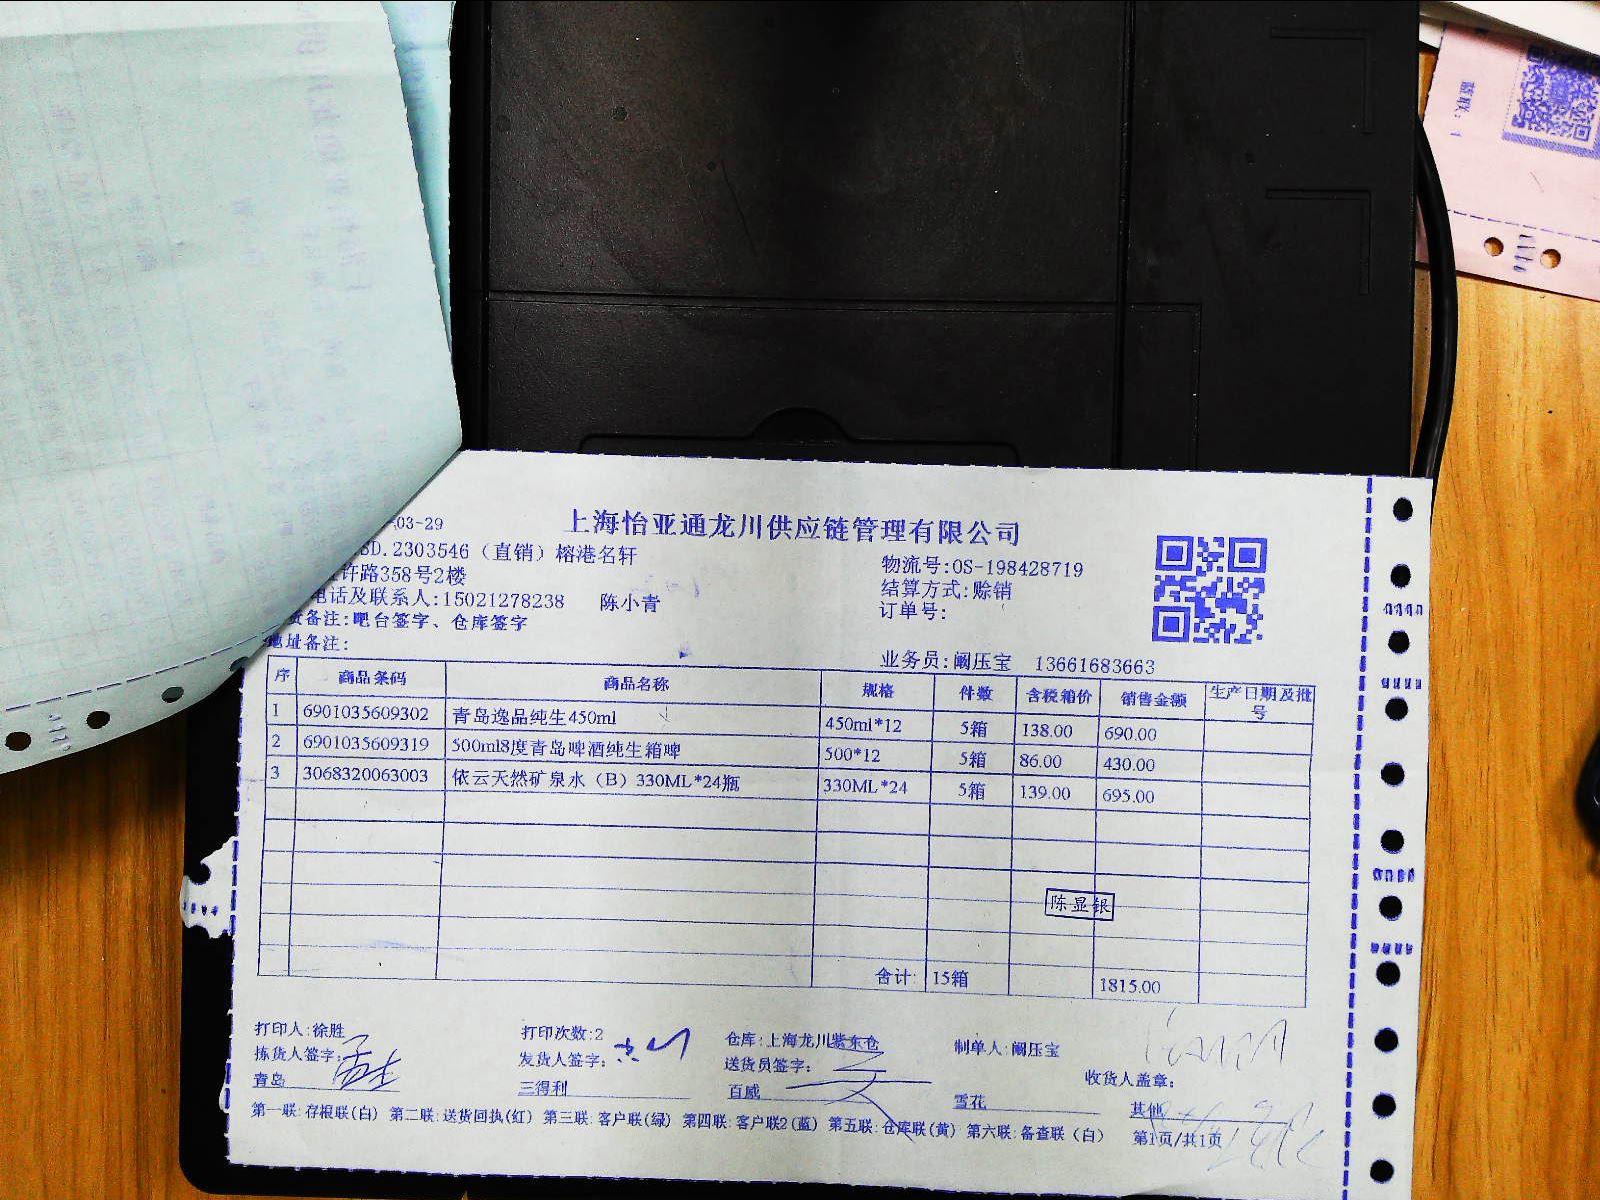 上海怡亚通龙川供应链管理有限公司
03-29
SD.2303546（直销）榕港名轩
物流号:OS-198428719
许路358号2楼
结算方式:赊销
电话及联系人:15021278238 陈小青
订单号:
货备注:吧台签字、仓库签字
地址备注:
业务员:阚压宝 13661683663
序 商品条码 商品名称 规格 件数 含税箱价 销售金额 生产日期及批号
1 6901035609302 青岛逸品纯生450ml 450ml*12 5箱 138.00 690.00
2 6901035609319 500ml8度青岛啤酒纯生箱啤 500*12 5箱 86.00 430.00
3 3068320063003 依云天然矿泉水（B）330ML*24瓶 330ML*24 5箱 139.00 695.00
陈显银
合计: 15箱 1815.00
打印人:徐胜 打印次数:2 仓库:上海龙川紫东仓 制单人:阚压宝
拣货人签字: 发货人签字: 送货员签字: 收货人盖章:
青岛 三得利 百威 雪花 其他
第一联:存根联(白) 第二联:送货回执(红) 第三联:客户联(绿) 第四联:客户联2(蓝) 第五联:仓库联(黄) 第六联:备查联（白） 第1页/共1页